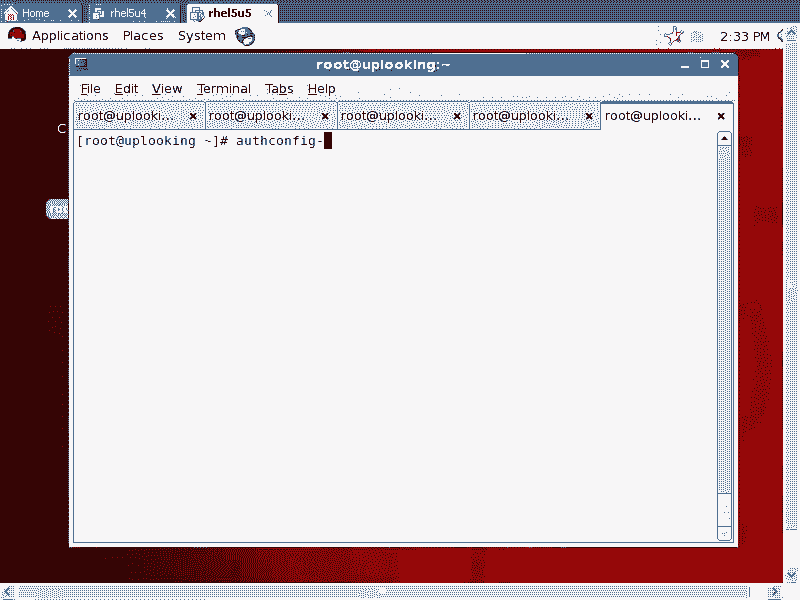 Home rhel5u4 rhel5u5
Applications Places System 2:33 PM
root@uplooking:~
File Edit View Terminal Tabs Help
root@uplooki... root@uplooki... root@uplooki... root@uplooki... root@uplooki...
[root@uplooking ~]# authconfig-
C